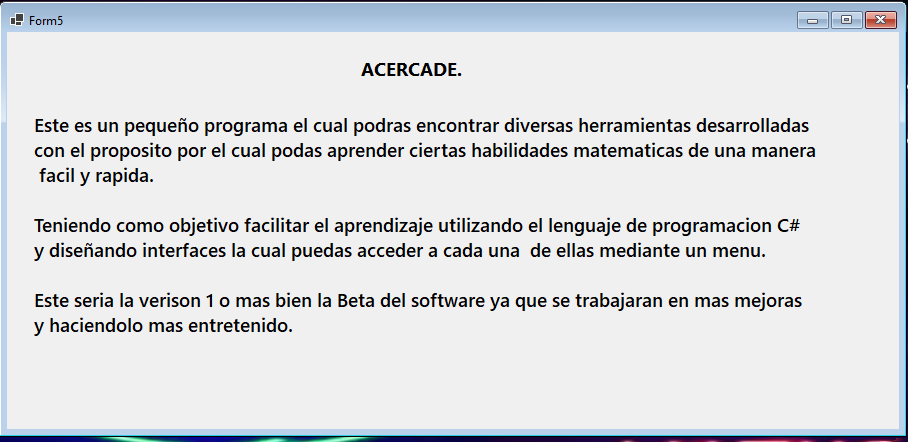 Form5
ACERCADE.
Este es un pequeño programa el cual podras encontrar diversas herramientas desarrolladas
con el proposito por el cual podas aprender ciertas habilidades matematicas de una manera
facil y rapida.
Teniendo como objetivo facilitar el aprendizaje utilizando el lenguaje de programacion C#
y diseñando interfaces la cual puedas acceder a cada una  de ellas mediante un menu.
Este seria la verison 1 o mas bien la Beta del software ya que se trabajaran en mas mejoras
y haciendolo mas entretenido.